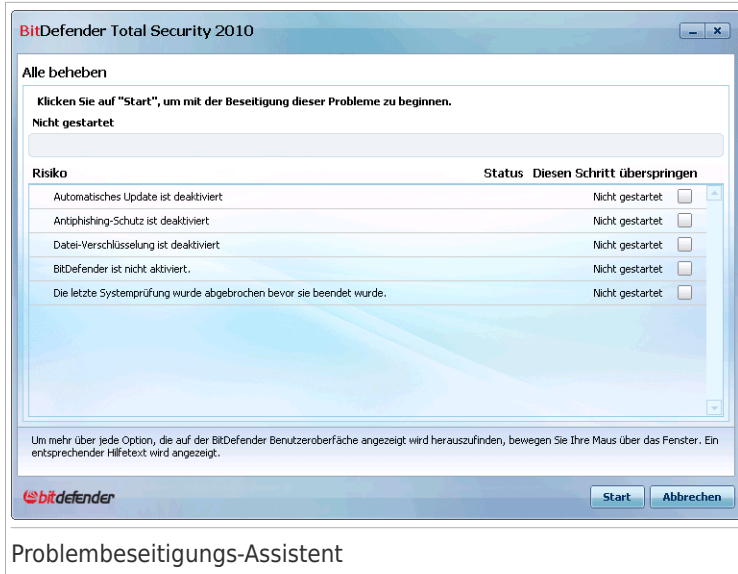 BitDefender Total Security 2010
Alle beheben
Klicken Sie auf "Start", um mit der Beseitigung dieser Probleme zu beginnen.
Nicht gestartet
Risiko Status Diesen Schritt überspringen
Automatisches Update ist deaktiviert Nicht gestartet
Antiphishing-Schutz ist deaktiviert Nicht gestartet
Datei-Verschlüsselung ist deaktiviert Nicht gestartet
BitDefender ist nicht aktiviert. Nicht gestartet
Die letzte Systemprüfung wurde abgebrochen bevor sie beendet wurde. Nicht gestartet
Um mehr über jede Option, die auf der BitDefender Benutzeroberfäche angezeigt wird herauszufinden, bewegen Sie Ihre Maus über das Fenster. Ein
entsprechender Hilfetext wird angezeigt.
bitdefender Start Abbrechen
Problembeseitigungs-Assistent